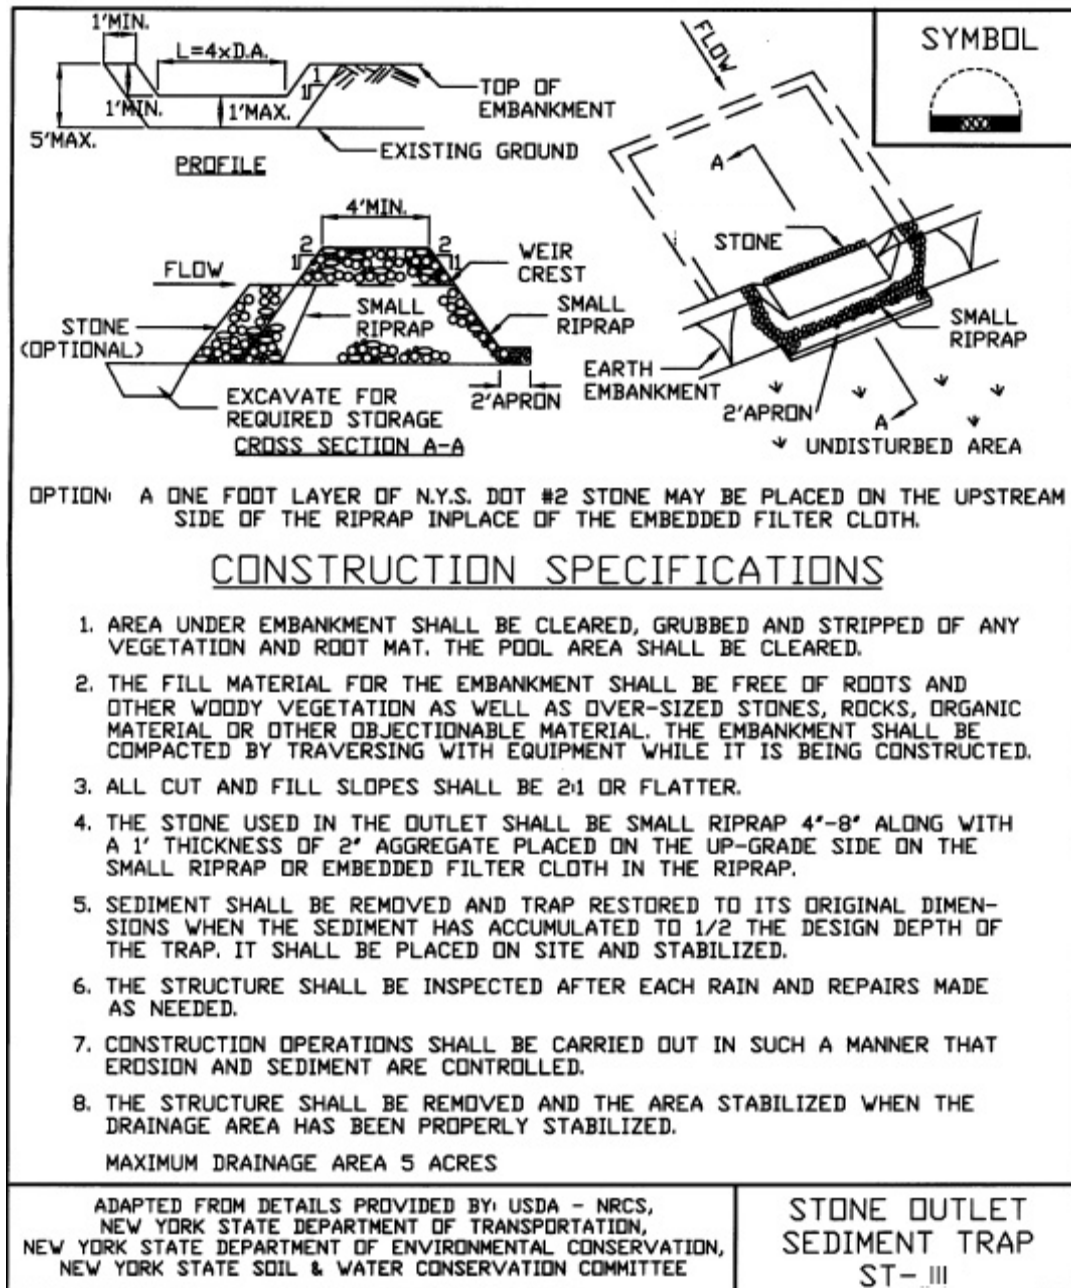 1'MIN.
L=4xD.A.
1'MIN.
1'MAX.
5'MAX.
1
1
TOP OF
EMBANKMENT
EXISTING GROUND
PROFILE
FLOW
SYMBOL
A
STONE
SMALL
RIPRAP
EARTH
EMBANKMENT
2'APRON
A
UNDISTURBED AREA
4'MIN.
2
1
2
1
FLOW
WEIR
CREST
SMALL
RIPRAP
SMALL
RIPRAP
STONE
(OPTIONAL)
EXCAVATE FOR
REQUIRED STORAGE
2'APRON
CROSS SECTION A-A
OPTION: A ONE FOOT LAYER OF N.Y.S. DOT #2 STONE MAY BE PLACED ON THE UPSTREAM
SIDE OF THE RIPRAP INPLACE OF THE EMBEDDED FILTER CLOTH.
CONSTRUCTION SPECIFICATIONS
1. AREA UNDER EMBANKMENT SHALL BE CLEARED, GRUBBED AND STRIPPED OF ANY
VEGETATION AND ROOT MAT. THE POOL AREA SHALL BE CLEARED.
2. THE FILL MATERIAL FOR THE EMBANKMENT SHALL BE FREE OF ROOTS AND
OTHER WOODY VEGETATION AS WELL AS OVER-SIZED STONES, ROCKS, ORGANIC
MATERIAL OR OTHER OBJECTIONABLE MATERIAL. THE EMBANKMENT SHALL BE
COMPACTED BY TRAVERSING WITH EQUIPMENT WHILE IT IS BEING CONSTRUCTED.
3. ALL CUT AND FILL SLOPES SHALL BE 2:1 OR FLATTER.
4. THE STONE USED IN THE OUTLET SHALL BE SMALL RIPRAP 4"-8" ALONG WITH
A 1' THICKNESS OF 2" AGGREGATE PLACED ON THE UP-GRADE SIDE ON THE
SMALL RIPRAP OR EMBEDDED FILTER CLOTH IN THE RIPRAP.
5. SEDIMENT SHALL BE REMOVED AND TRAP RESTORED TO ITS ORIGINAL DIMEN-
SIONS WHEN THE SEDIMENT HAS ACCUMULATED TO 1/2 THE DESIGN DEPTH OF
THE TRAP. IT SHALL BE PLACED ON SITE AND STABILIZED.
6. THE STRUCTURE SHALL BE INSPECTED AFTER EACH RAIN AND REPAIRS MADE
AS NEEDED.
7. CONSTRUCTION OPERATIONS SHALL BE CARRIED OUT IN SUCH A MANNER THAT
EROSION AND SEDIMENT ARE CONTROLLED.
8. THE STRUCTURE SHALL BE REMOVED AND THE AREA STABILIZED WHEN THE
DRAINAGE AREA HAS BEEN PROPERLY STABILIZED.
MAXIMUM DRAINAGE AREA 5 ACRES
ADAPTED FROM DETAILS PROVIDED BY: USDA - NRCS,
NEW YORK STATE DEPARTMENT OF TRANSPORTATION,
NEW YORK STATE DEPARTMENT OF ENVIRONMENTAL CONSERVATION,
NEW YORK STATE SOIL & WATER CONSERVATION COMMITTEE
STONE OUTLET
SEDIMENT TRAP
ST-III